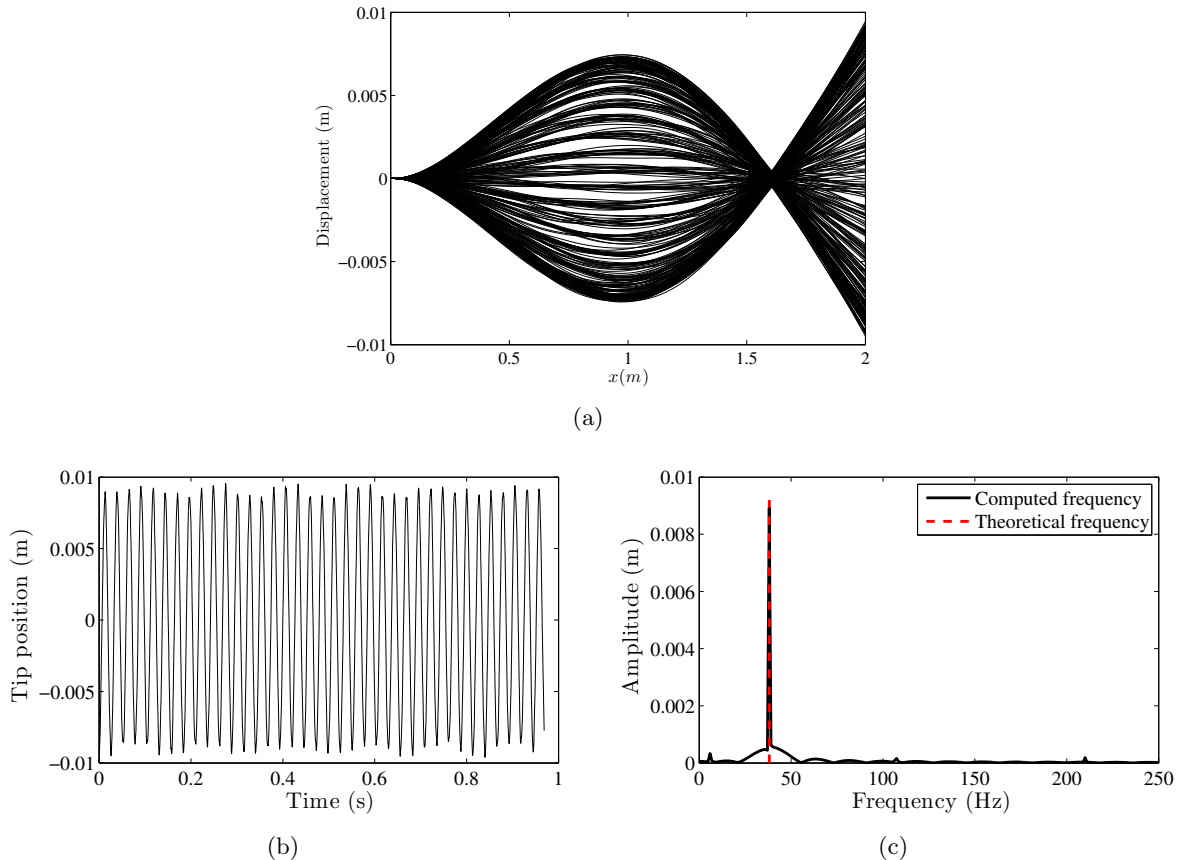 0.01
0.005
0
−0.005
−0.01
Displacement (m)
0 0.5 1 1.5 2
x(m)
(a)
0.01
0.005
0
−0.005
−0.01
Tip position (m)
0 0.2 0.4 0.6 0.8 1
Time (s)
(b)
0.01
0.008
0.006
0.004
0.002
0
Amplitude (m)
Computed frequency
Theoretical frequency
0 50 100 150 200 250
Frequency (Hz)
(c)